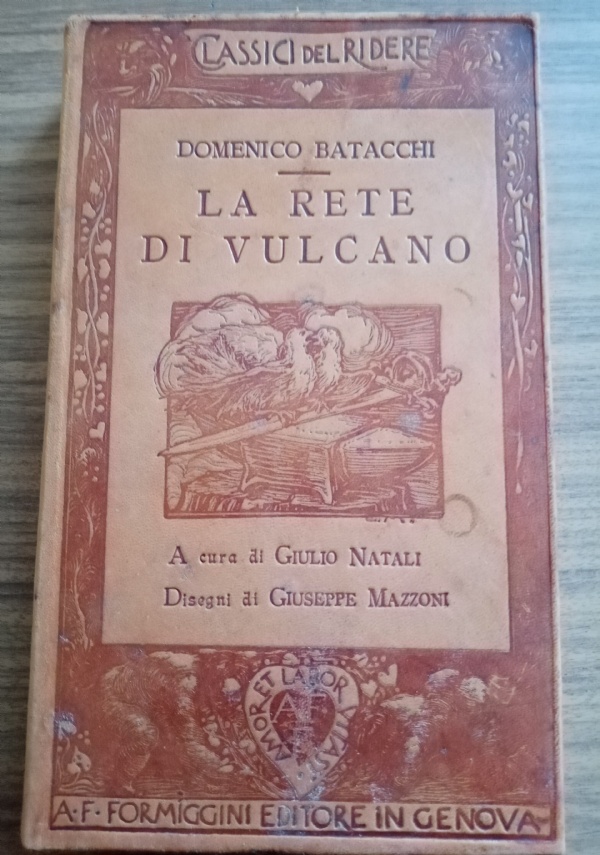 CLASSICI DEL RIDERE
DOMENICO BATACCHI
LA RETE
DI VULCANO
A cura di GIULIO NATALI
Disegni di GIUSEPPE MAZZONI
AMOR ET LABOR VITAST
AF
A·F·FORMIGGINI EDITORE IN GENOVA